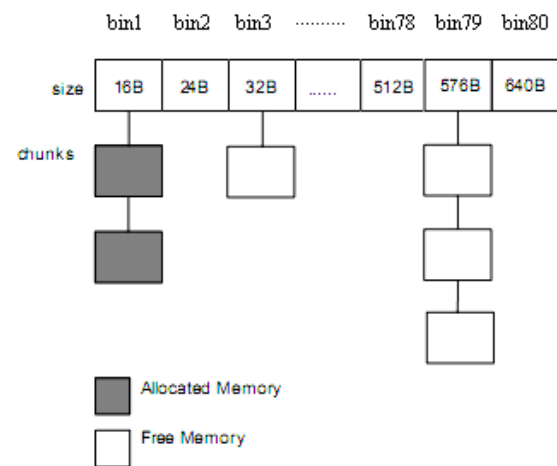 bin1 bin2 bin3 ·········· bin78 bin79 bin80
size 16B 24B 32B ...... 512B 576B 640B
chunks
Allocated Memory
Free Memory